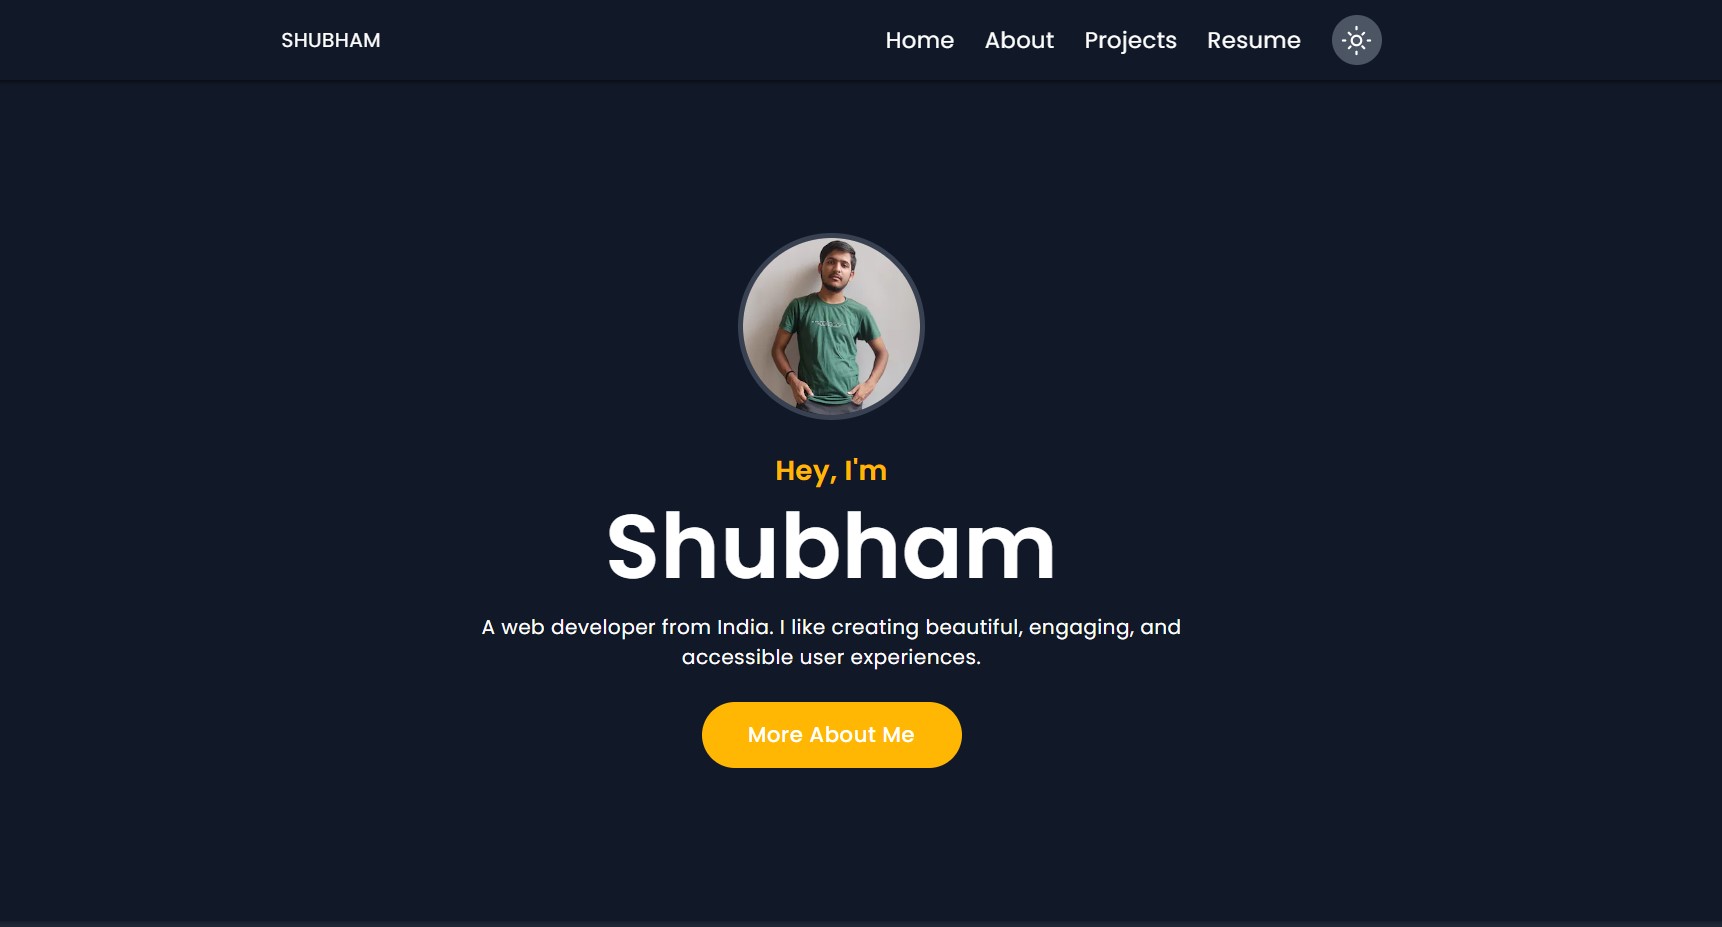 SHUBHAM
Home About Projects Resume
Hey, I'm
Shubham
A web developer from India. I like creating beautiful, engaging, and
accessible user experiences.
More About Me